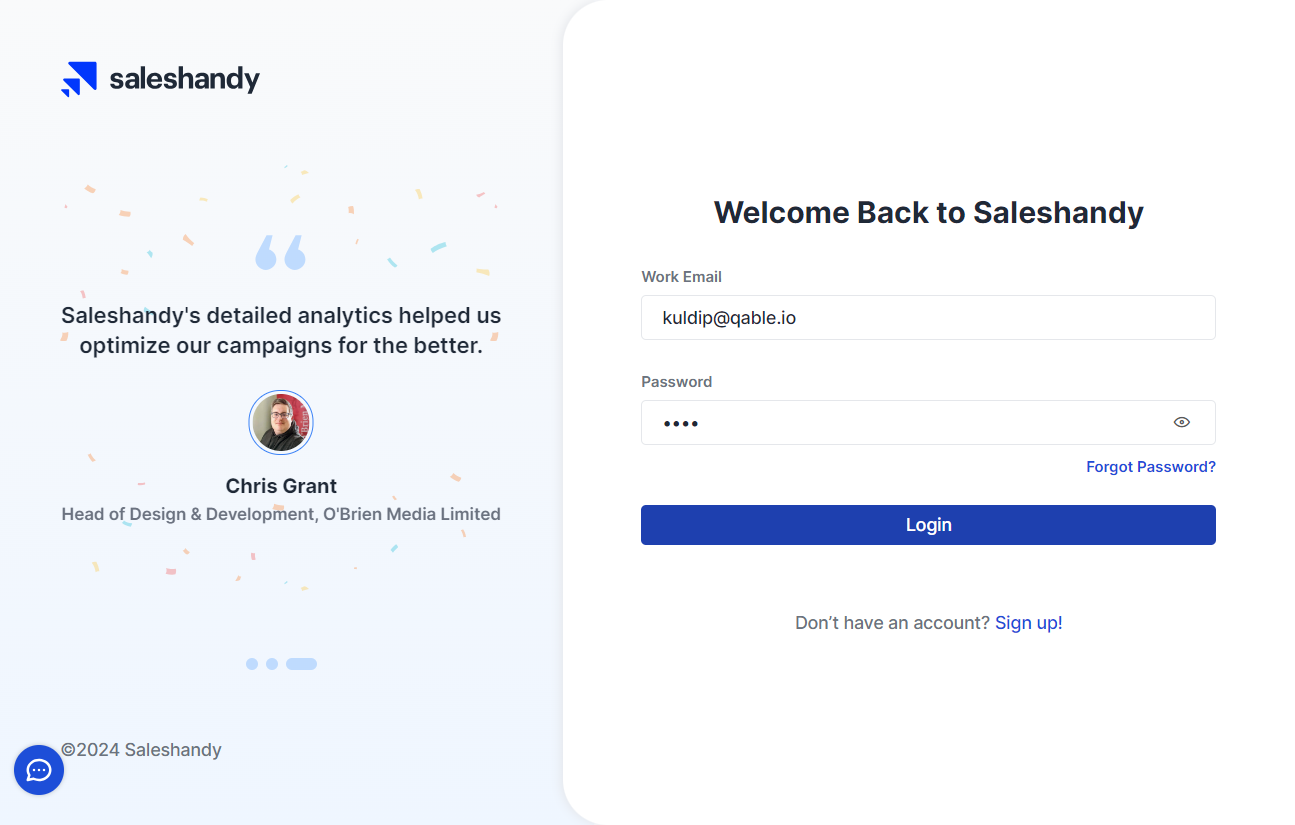 saleshandy
Saleshandy's detailed analytics helped us
optimize our campaigns for the better.
Chris Grant
Head of Design & Development, O'Brien Media Limited
©2024 Saleshandy
Welcome Back to Saleshandy
Work Email
kuldip@qable.io
Password
••••
Forgot Password?
Login
Don’t have an account? Sign up!